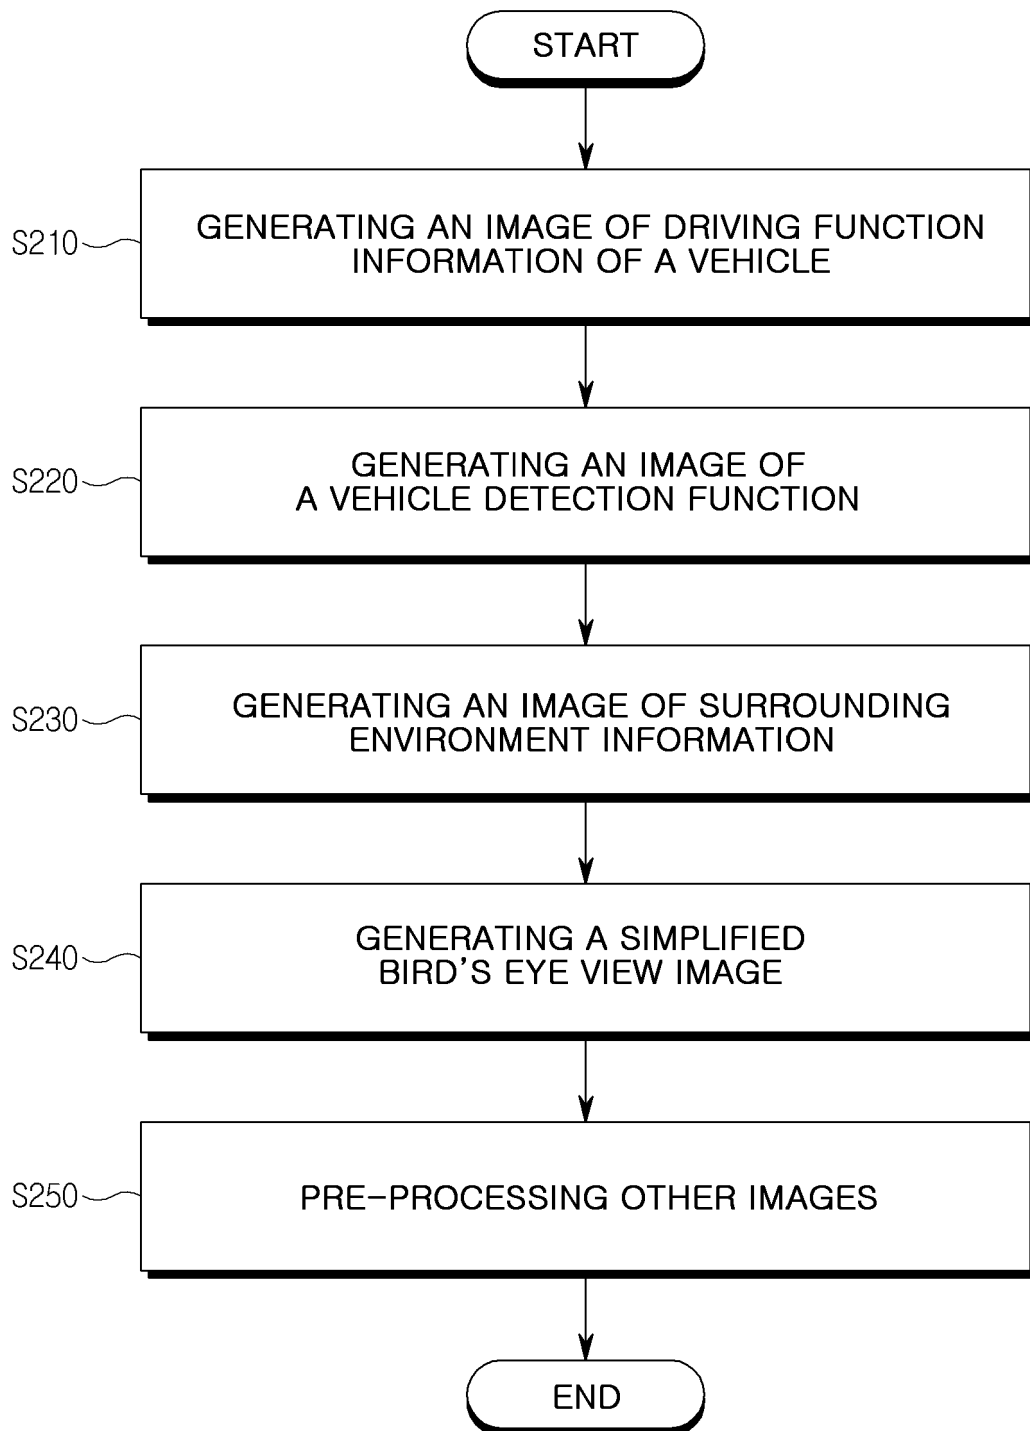 START
S210
GENERATING AN IMAGE OF DRIVING FUNCTION
INFORMATION OF A VEHICLE
S220
GENERATING AN IMAGE OF
A VEHICLE DETECTION FUNCTION
S230
GENERATING AN IMAGE OF SURROUNDING
ENVIRONMENT INFORMATION
S240
GENERATING A SIMPLIFIED
BIRD'S EYE VIEW IMAGE
S250
PRE-PROCESSING OTHER IMAGES
END